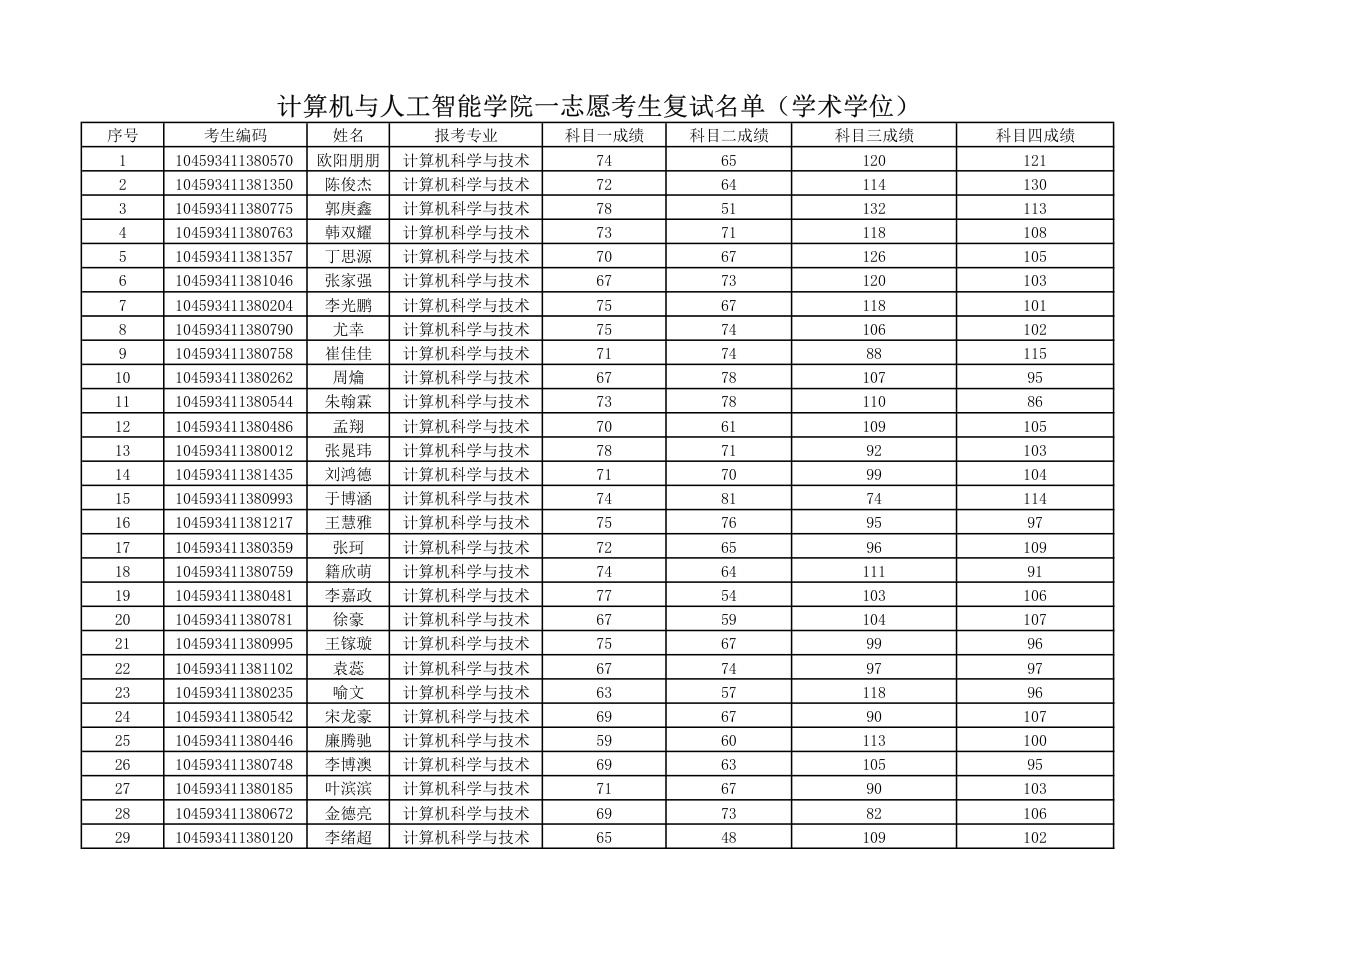 计算机与人工智能学院一志愿考生复试名单（学术学位）
序号 考生编码 姓名 报考专业 科目一成绩 科目二成绩 科目三成绩 科目四成绩
1 104593411380570 欧阳朋朋 计算机科学与技术 74 65 120 121
2 104593411381350 陈俊杰 计算机科学与技术 72 64 114 130
3 104593411380775 郭庚鑫 计算机科学与技术 78 51 132 113
4 104593411380763 韩双耀 计算机科学与技术 73 71 118 108
5 104593411381357 丁思源 计算机科学与技术 70 67 126 105
6 104593411381046 张家强 计算机科学与技术 67 73 120 103
7 104593411380204 李光鹏 计算机科学与技术 75 67 118 101
8 104593411380790 尤幸 计算机科学与技术 75 74 106 102
9 104593411380758 崔佳佳 计算机科学与技术 71 74 88 115
10 104593411380262 周爚 计算机科学与技术 67 78 107 95
11 104593411380544 朱翰霖 计算机科学与技术 73 78 110 86
12 104593411380486 孟翔 计算机科学与技术 70 61 109 105
13 104593411380012 张晁玮 计算机科学与技术 78 71 92 103
14 104593411381435 刘鸿德 计算机科学与技术 71 70 99 104
15 104593411380993 于博涵 计算机科学与技术 74 81 74 114
16 104593411381217 王慧雅 计算机科学与技术 75 76 95 97
17 104593411380359 张珂 计算机科学与技术 72 65 96 109
18 104593411380759 籍欣萌 计算机科学与技术 74 64 111 91
19 104593411380481 李嘉政 计算机科学与技术 77 54 103 106
20 104593411380781 徐豪 计算机科学与技术 67 59 104 107
21 104593411380995 王镓璇 计算机科学与技术 75 67 99 96
22 104593411381102 袁蕊 计算机科学与技术 67 74 97 97
23 104593411380235 喻文 计算机科学与技术 63 57 118 96
24 104593411380542 宋龙豪 计算机科学与技术 69 67 90 107
25 104593411380446 廉腾驰 计算机科学与技术 59 60 113 100
26 104593411380748 李博澳 计算机科学与技术 69 63 105 95
27 104593411380185 叶滨滨 计算机科学与技术 71 67 90 103
28 104593411380672 金德亮 计算机科学与技术 69 73 82 106
29 104593411380120 李绪超 计算机科学与技术 65 48 109 102